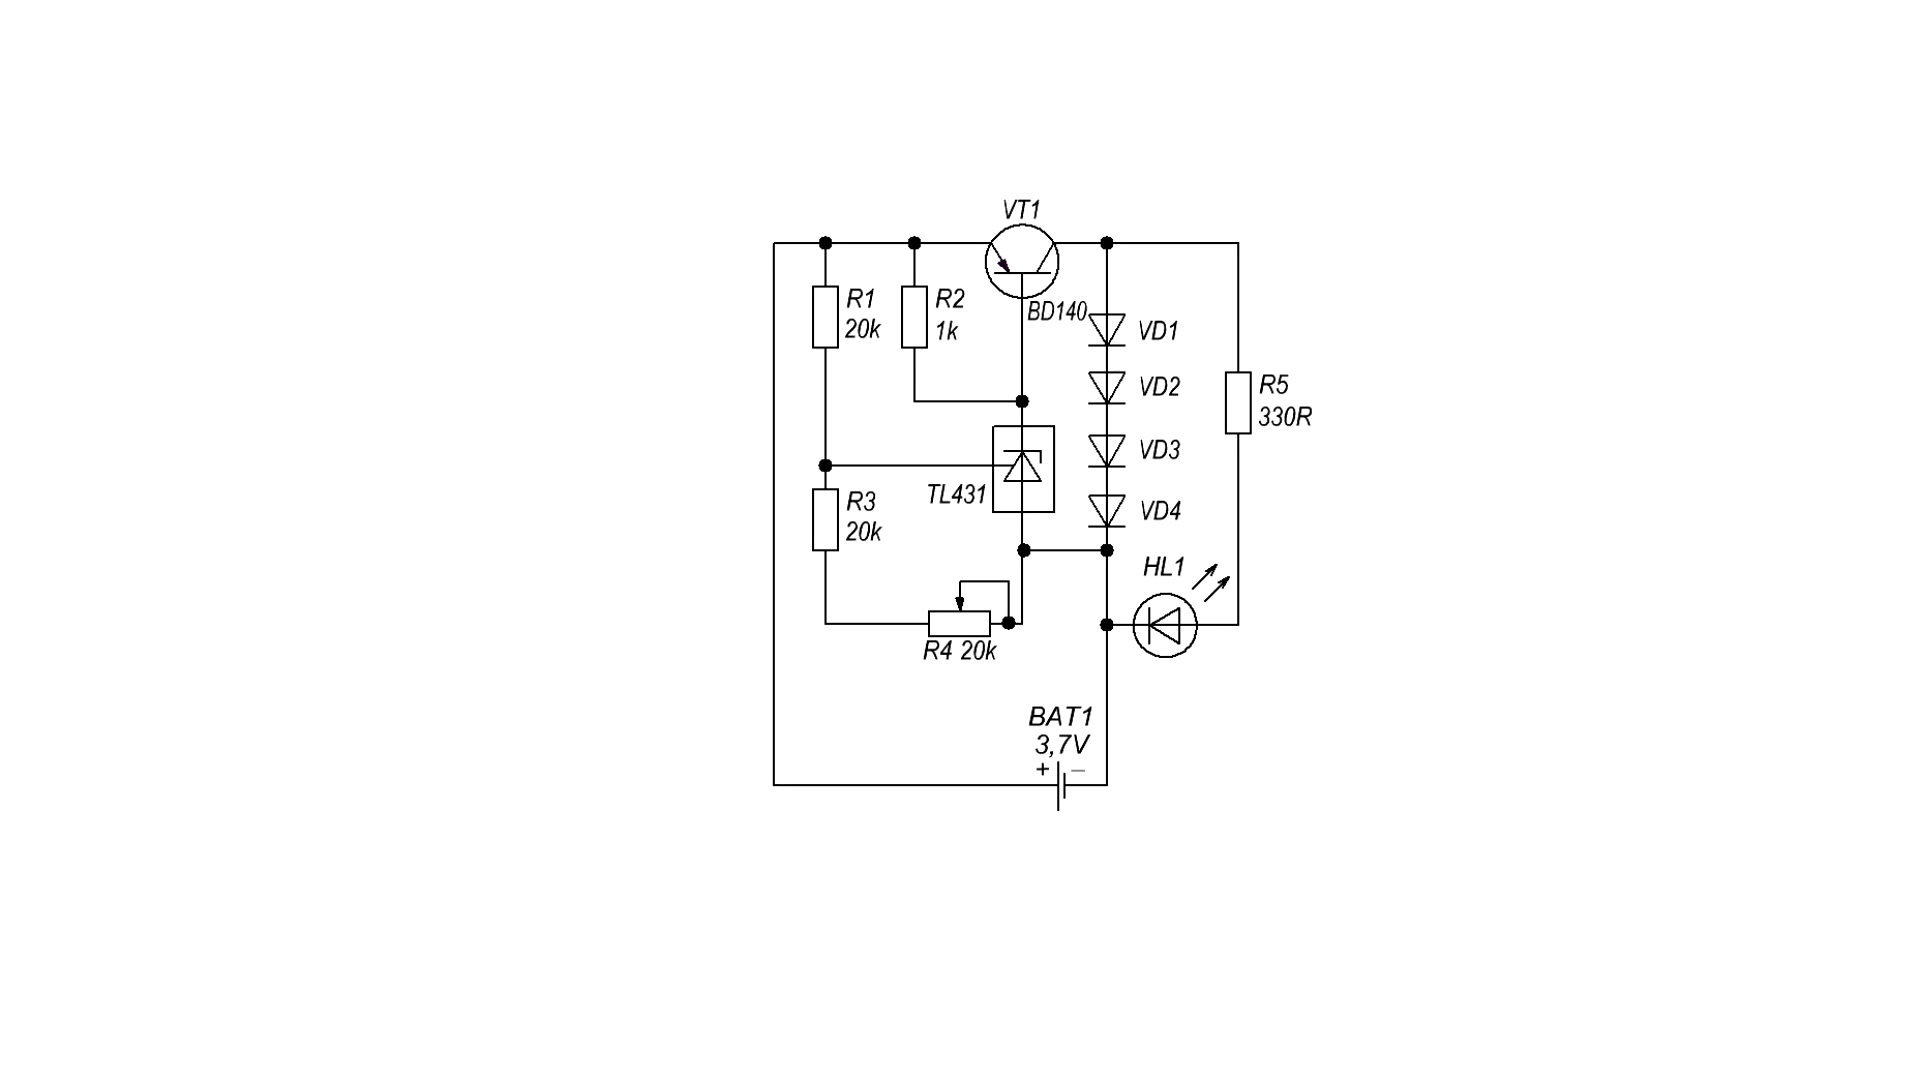 VT1
BD140
R1
20k
R2
1k
VD1
VD2
VD3
VD4
R5
330R
TL431
R3
20k
HL1
R4 20k
BAT1
3,7V
+ −